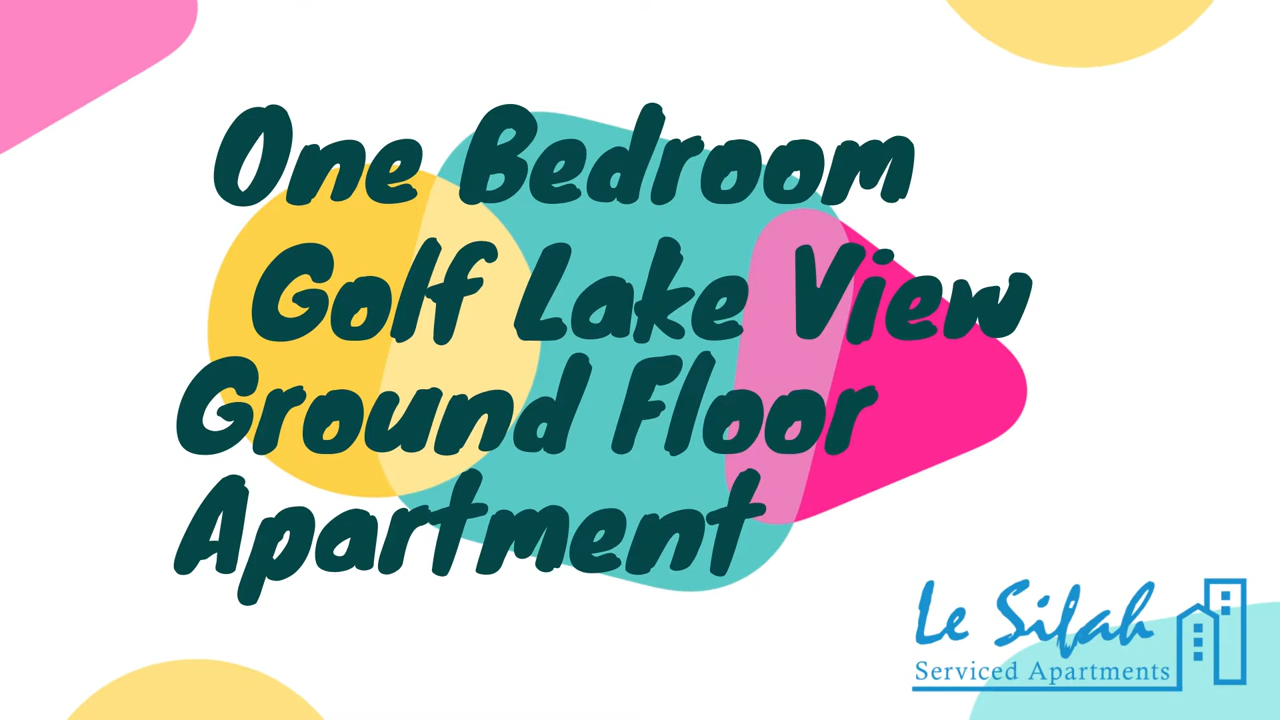 One Bedroom
Golf Lake View
Ground Floor
Apartment
Le Sifah
Serviced Apartments